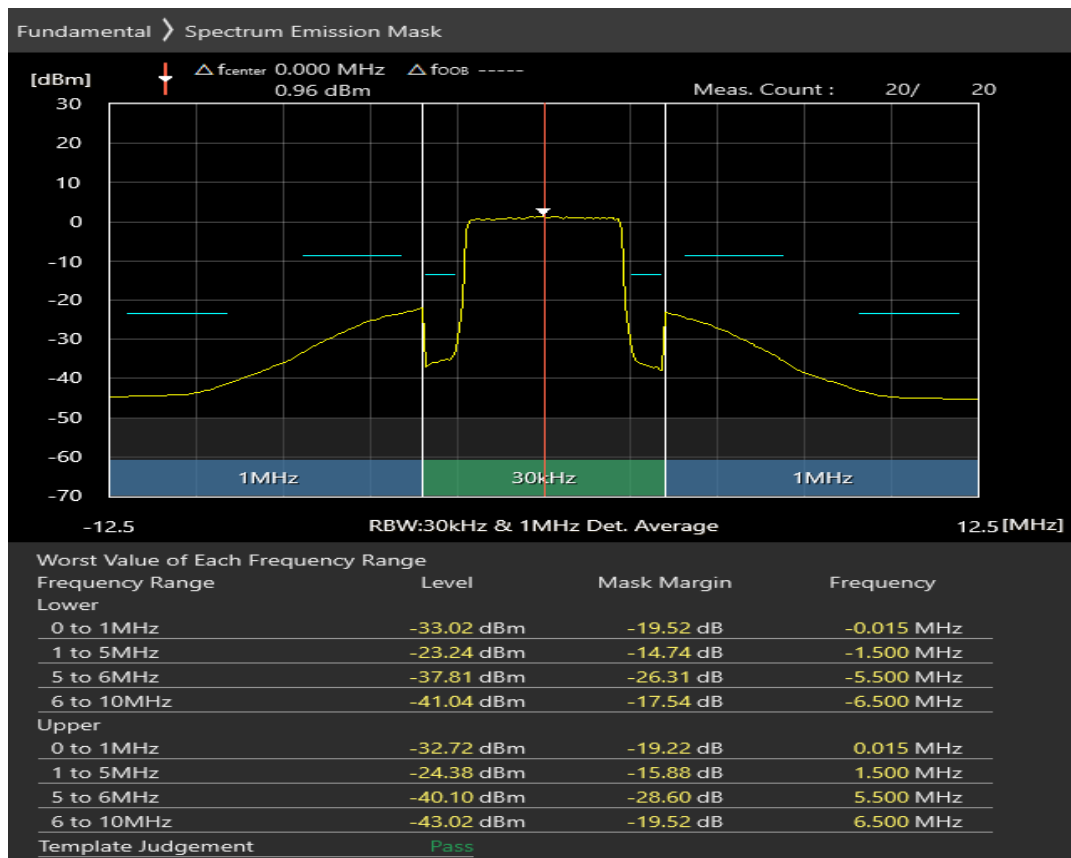 Fundamental ❯ Spectrum Emission Mask
[dBm] △ fcenter 0.000 MHz △ fOOB -----
0.96 dBm Meas. Count : 20/ 20
30
20
10
0
-10
-20
-30
-40
-50
-60
-70
1MHz 30kHz 1MHz
-12.5 RBW:30kHz & 1MHz Det. Average 12.5 [MHz]
Worst Value of Each Frequency Range
Frequency Range Level Mask Margin Frequency
Lower
0 to 1MHz -33.02 dBm -19.52 dB -0.015 MHz
1 to 5MHz -23.24 dBm -14.74 dB -1.500 MHz
5 to 6MHz -37.81 dBm -26.31 dB -5.500 MHz
6 to 10MHz -41.04 dBm -17.54 dB -6.500 MHz
Upper
0 to 1MHz -32.72 dBm -19.22 dB 0.015 MHz
1 to 5MHz -24.38 dBm -15.88 dB 1.500 MHz
5 to 6MHz -40.10 dBm -28.60 dB 5.500 MHz
6 to 10MHz -43.02 dBm -19.52 dB 6.500 MHz
Template Judgement Pass